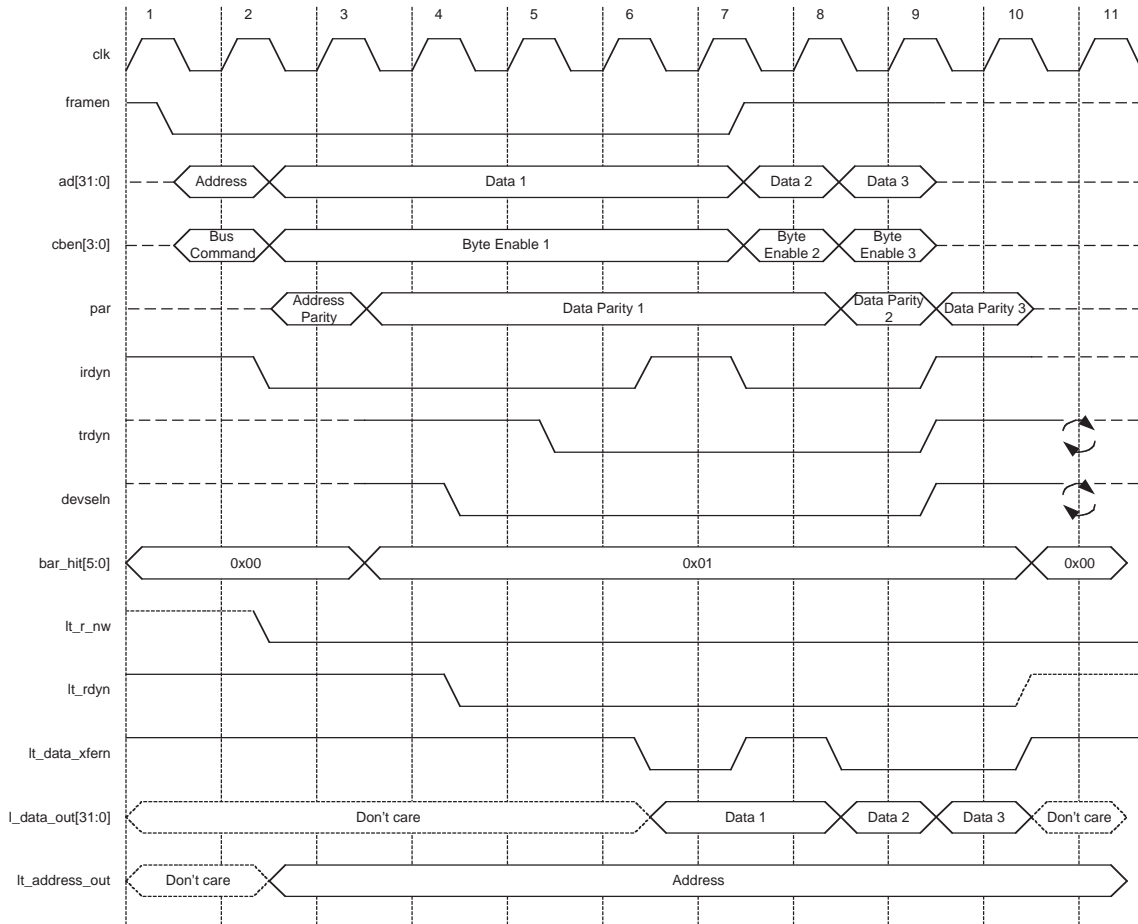 1 2 3 4 5 6 7 8 9 10 11
clk
framen
ad[31:0] Address Data 1 Data 2 Data 3
cben[3:0] Bus Command Byte Enable 1 Byte Enable 2 Byte Enable 3
par Address Parity Data Parity 1 Data Parity 2 Data Parity 3
irdyn
trdyn
devseln
bar_hit[5:0] 0x00 0x01 0x00
lt_r_nw
lt_rdyn
lt_data_xfern
l_data_out[31:0] Don't care Data 1 Data 2 Data 3 Don't care
lt_address_out Don't care Address